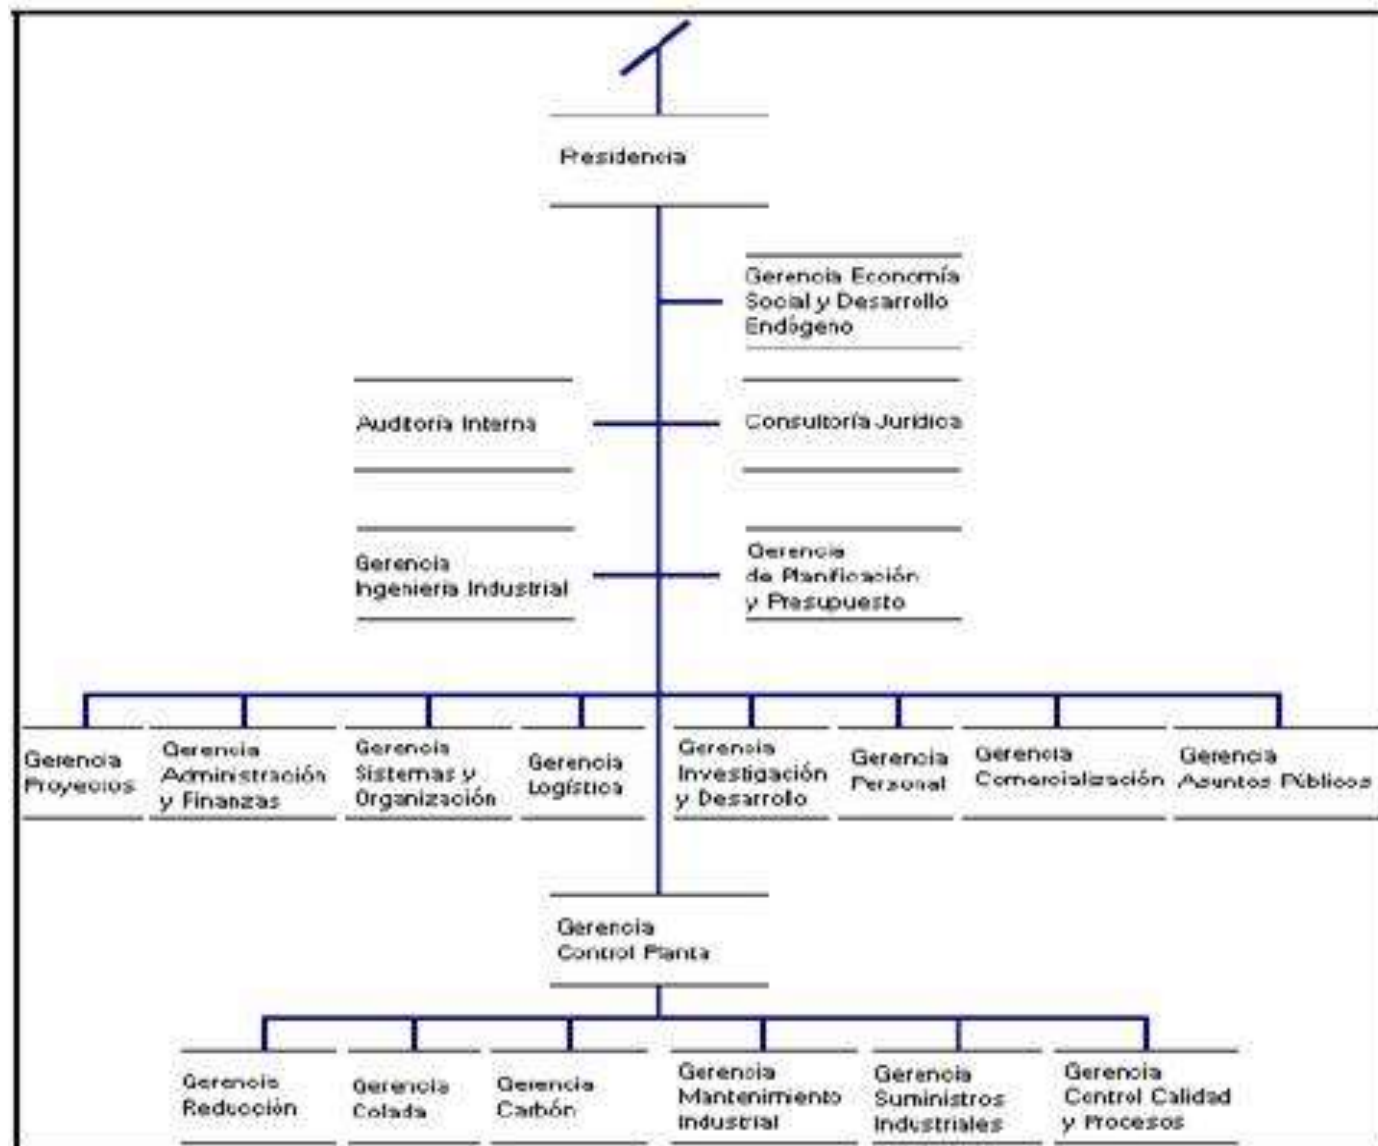 Presidencia
Gerencia Economía
Social y Desarrollo
Endógeno
Auditoría Interna
Consultoría Jurídica
Gerencia
Ingeniería Industrial
Gerencia
de Planificación
y Presupuesto
Gerencia
Proyectos
Gerencia
Administración
y Finanzas
Gerencia
Sistemas y
Organización
Gerencia
Logística
Gerencia
Investigación
y Desarrollo
Gerencia
Personal
Gerencia
Comercialización
Gerencia
Asuntos Públicos
Gerencia
Control Planta
Gerencia
Reducción
Gerencia
Colada
Gerencia
Carbón
Gerencia
Mantenimiento
Industrial
Gerencia
Suministros
Industriales
Gerencia
Control Calidad
y Procesos